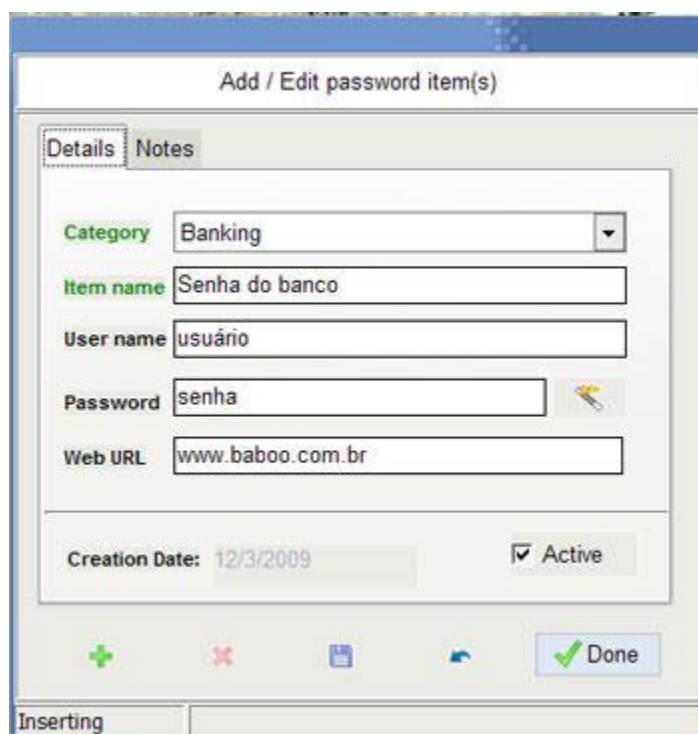 Add / Edit password item(s)
Details Notes
Category Banking
Item name Senha do banco
User name usuário
Password senha
Web URL www.baboo.com.br
Creation Date: 12/3/2009 Active
Done
Inserting